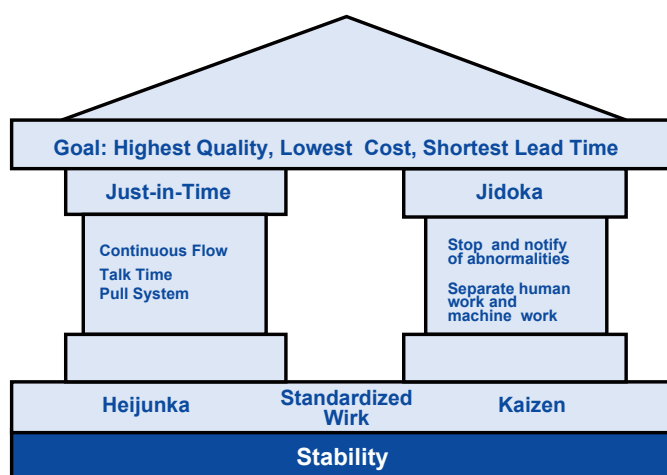 Goal: Highest Quality, Lowest Cost, Shortest Lead Time
Just-in-Time
Jidoka
Continuous Flow
Talk Time
Pull System
Stop and notify
of abnormalities
Separate human
work and
machine work
Heijunka
Standardized
Wirk
Kaizen
Stability